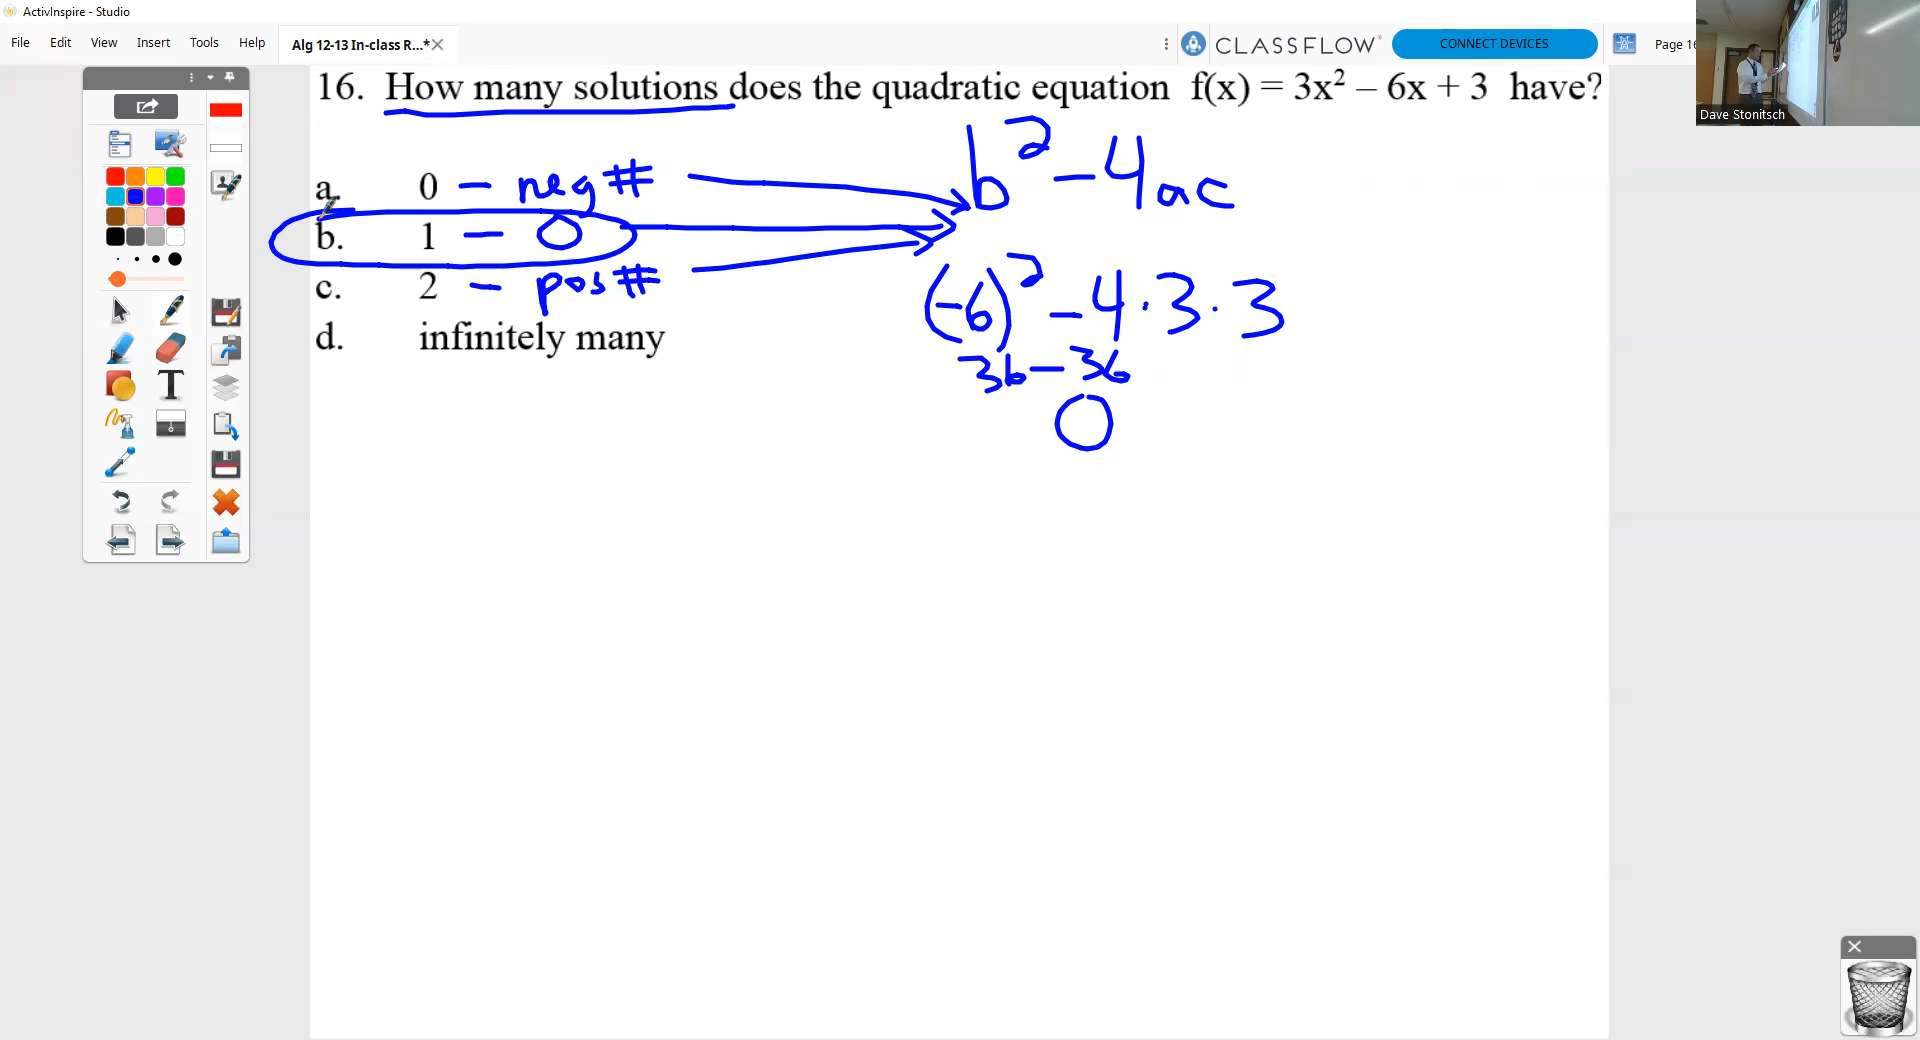 ActivInspire - Studio
File Edit View Insert Tools Help
Alg 12-13 In-class R...*
CLASSFLOW
CONNECT DEVICES
Page 16
Dave Stonitsch
16. How many solutions does the quadratic equation f(x) = 3x² – 6x + 3 have?
b² - 4ac
a. 0 - neg #
b. 1 - 0
c. 2 - pos #
d. infinitely many
(-6)² - 4 · 3 · 3
36 - 36
0
T